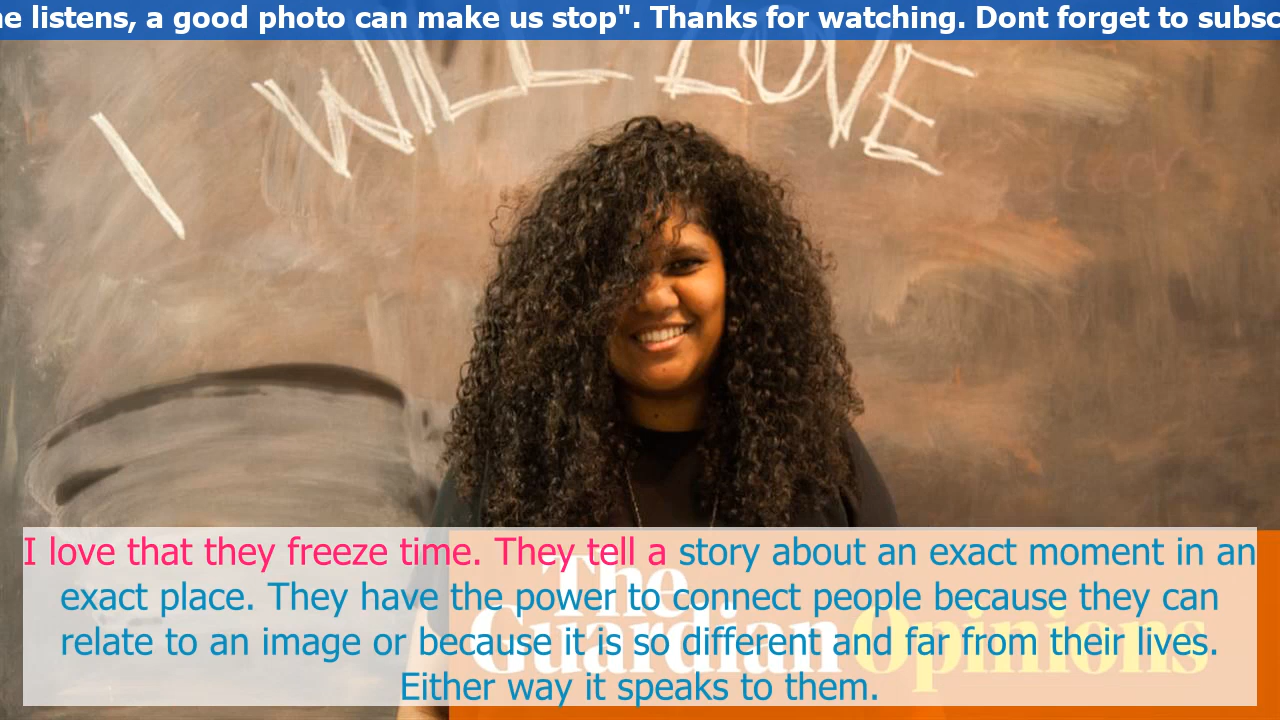 e listens, a good photo can make us stop". Thanks for watching. Dont forget to subsc
I WILL LOVE
I love that they freeze time. They tell a story about an exact moment in an
exact place. They have the power to connect people because they can
relate to an image or because it is so different and far from their lives.
Either way it speaks to them.
The
Guardian Opinions